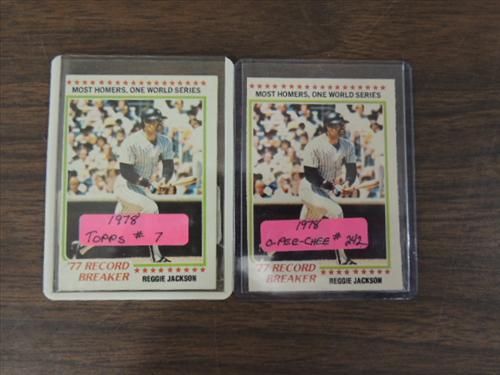 MOST HOMERS, ONE WORLD SERIES
1978
TOPPS # 7
'77 RECORD
BREAKER
REGGIE JACKSON
MOST HOMERS, ONE WORLD SERIES
1978
O-PEE-CHEE # 242
'77 RECORD
BREAKER
REGGIE JACKSON